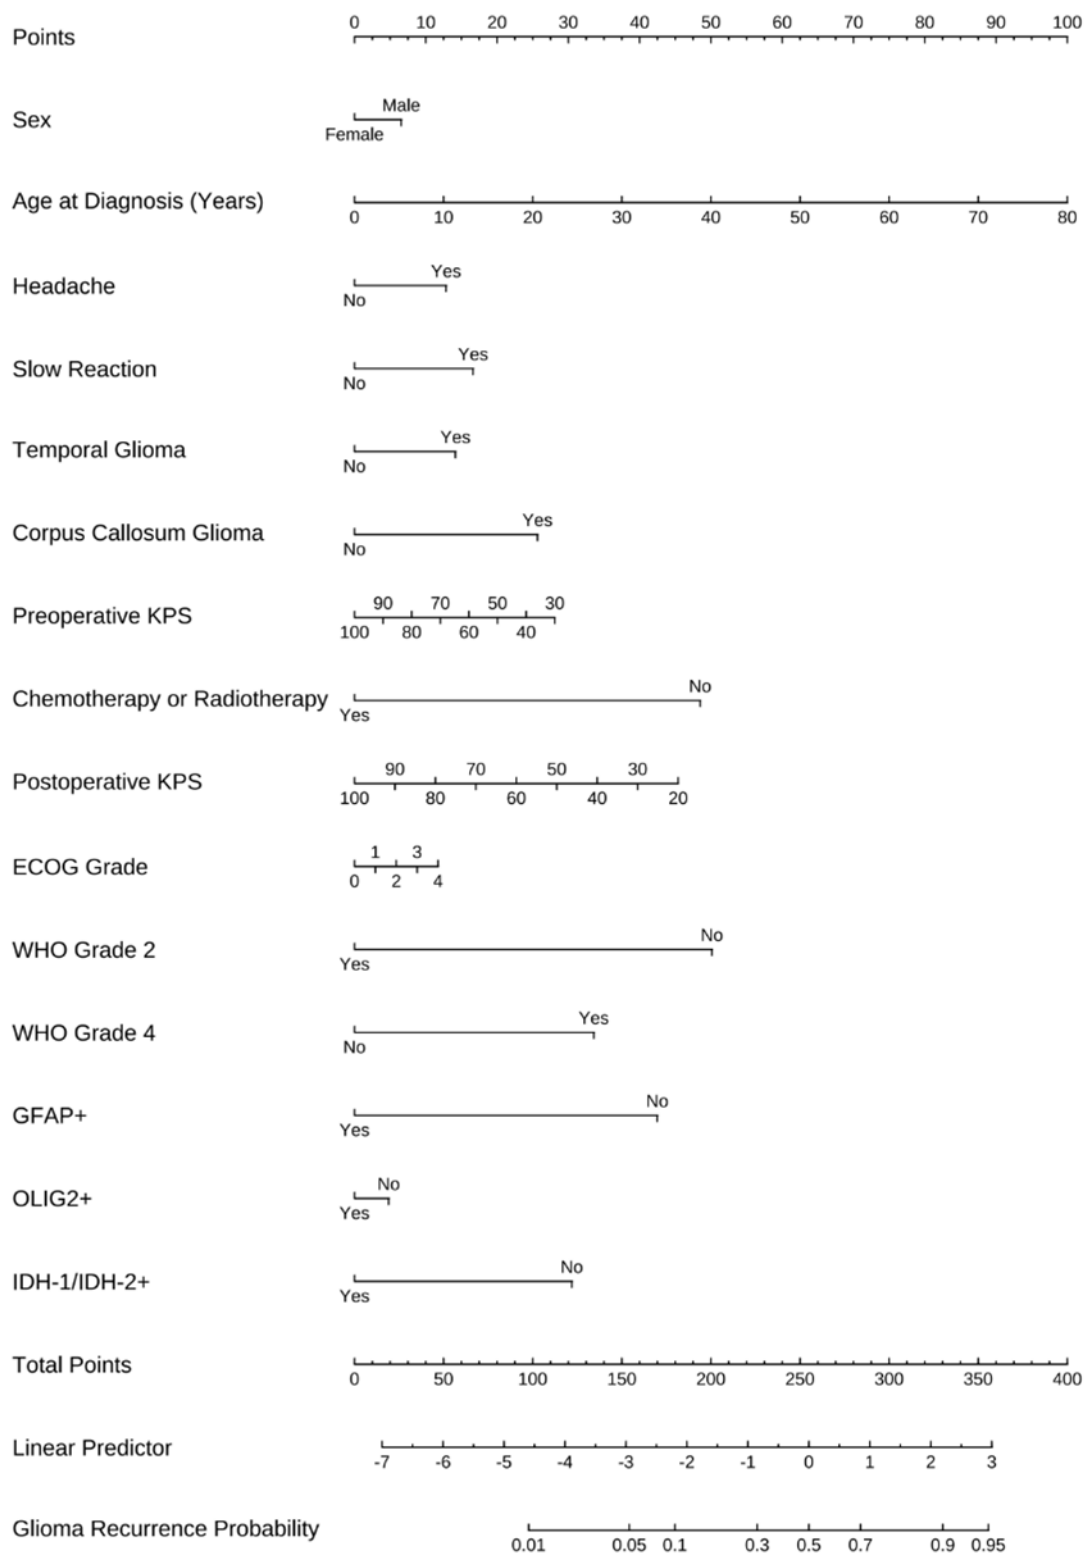 Points 0 10 20 30 40 50 60 70 80 90 100
Male
Sex
Female
Age at Diagnosis (Years)
0 10 20 30 40 50 60 70 80
Yes
Headache
No
Yes
Slow Reaction
No
Yes
Temporal Glioma
No
Yes
Corpus Callosum Glioma
No
90 70 50 30
Preoperative KPS
100 80 60 40
No
Chemotherapy or Radiotherapy
Yes
90 70 50 30
Postoperative KPS
100 80 60 40 20
1 3
ECOG Grade
0 2 4
No
WHO Grade 2
Yes
Yes
WHO Grade 4
No
No
GFAP+
Yes
No
OLIG2+
Yes
No
IDH-1/IDH-2+
Yes
Total Points
0 50 100 150 200 250 300 350 400
Linear Predictor
-7 -6 -5 -4 -3 -2 -1 0 1 2 3
Glioma Recurrence Probability
0.01 0.05 0.1 0.3 0.5 0.7 0.9 0.95